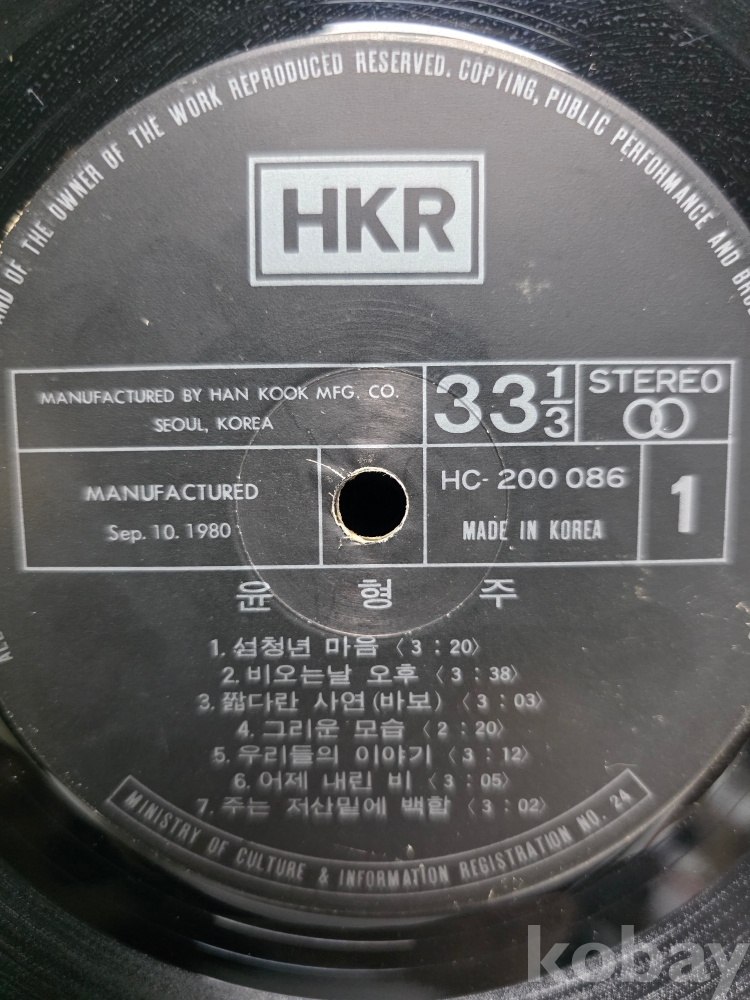 AND OF THE OWNER OF THE WORK REPRODUCED RESERVED. COPYING, PUBLIC PERFORMANCE AND
HKR
MANUFACTURED BY HAN KOOK MFG. CO.
SEOUL, KOREA
33 1/3
STEREO
MANUFACTURED
Sep. 10. 1980
HC- 200 086
MADE IN KOREA
1
윤 형 주
1. 섬청년 마음 〈3 : 20〉
2. 비오는날 오후 〈3 : 38〉
3. 짧다란 사연 (바보) 〈3 : 03〉
4. 그리운 모습 〈2 : 20〉
5. 우리들의 이야기 〈3 : 12〉
6. 어제 내린 비 〈3 : 05〉
7. 주는 저산밑에 백합 〈3 : 02〉
MINISTRY OF CULTURE & INFORMATION REGISTRATION NO. 24
kobay